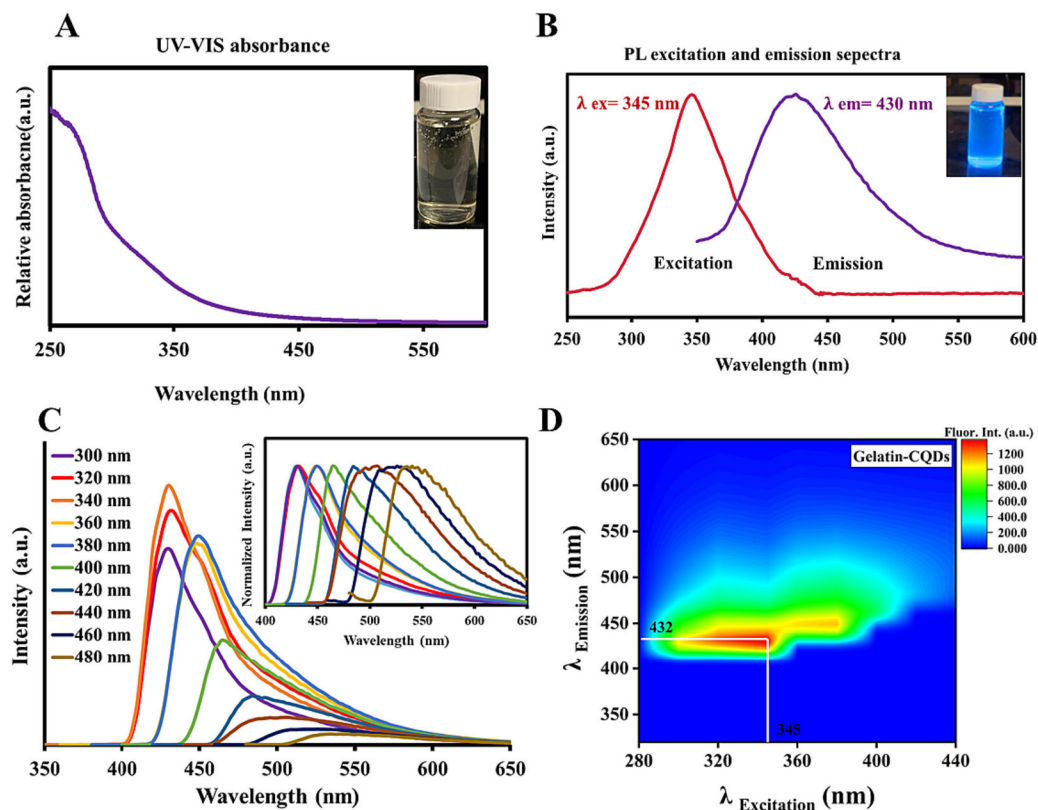 A
UV-VIS absorbance
Relative absorbacne(a.u.)
250
350
450
550
Wavelength (nm)
B
PL excitation and emission sepectra
λ ex= 345 nm
λ em= 430 nm
Intensity (a.u.)
Excitation
Emission
250
300
350
400
450
500
550
600
Wavelength (nm)
C
300 nm
320 nm
340 nm
360 nm
380 nm
400 nm
420 nm
440 nm
460 nm
480 nm
Intensity (a.u.)
350
400
450
500
550
600
650
Wavelength (nm)
Normalized Intensity (a.u.)
400
450
500
550
600
650
Wavelength (nm)
D
Fluor. Int. (a.u.)
Gelatin-CQDs
1200
1000.0
800.0
600.0
400.0
200.0
0.000
650
600
550
500
450
400
350
432
345
λ Emission (nm)
280
320
360
400
440
λ Excitation (nm)